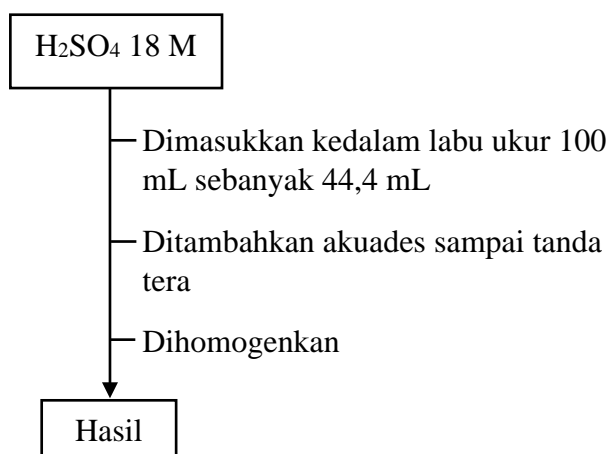 H₂SO₄ 18 M
Dimasukkan kedalam labu ukur 100
mL sebanyak 44,4 mL
Ditambahkan akuades sampai tanda
tera
Dihomogenkan
Hasil